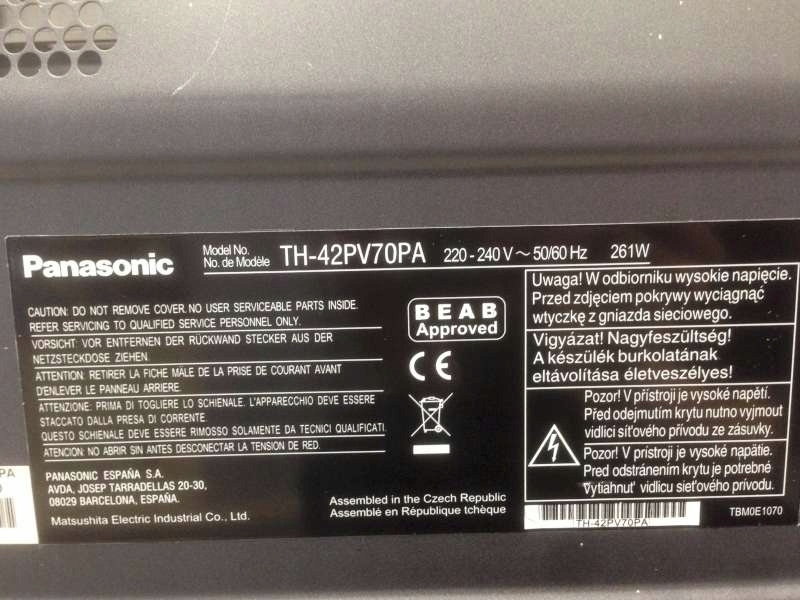 Panasonic
Model No.
No. de Modèle
TH-42PV70PA
220 - 240 V ~ 50/60 Hz
261W
CAUTION: DO NOT REMOVE COVER. NO USER SERVICEABLE PARTS INSIDE.
REFER SERVICING TO QUALIFIED SERVICE PERSONNEL ONLY.
VORSICHT: VOR ENTFERNEN DER RÜCKWAND STECKER AUS DER
NETZSTECKDOSE ZIEHEN.
ATTENTION: RETIRER LA FICHE MALE DE LA PRISE DE COURANT AVANT
D'ENLEVER LE PANNEAU ARRIERE.
ATTENZIONE: PRIMA DI TOGLIERE LO SCHIENALE. L'APPARECCHIO DEVE ESSERE
STACCATO DALLA PRESA DI CORRENTE.
QUESTO SCHIENALE DEVE ESSERE RIMOSSO SOLAMENTE DA TECNICI QUALIFICATI.
ATENCION: NO ABRIR SIN ANTES DESCONECTAR LA TENSION DE RED.
PANASONIC ESPAÑA S.A.
AVDA, JOSEP TARRADELLAS 20-30,
08029 BARCELONA, ESPAÑA.
Matsushita Electric Industrial Co., Ltd.
BEAB
Approved
CE
Assembled in the Czech Republic
Assemblé en République tchèque
Uwaga! W odbiorniku wysokie napięcie.
Przed zdjęciem pokrywy wyciągnąć
wtyczkę z gniazda sieciowego.
Vigyázat! Nagyfeszültség!
A készülék burkolatának
eltávolítása életveszélyes!
Pozor! V přístroji je vysoké napětí.
Před odejmutím krytu nutno vyjmout
vidlici síťového přívodu ze zásuvky.
Pozor! V prístroji je vysoké napätie.
Pred odstránením krytu je potrebné
vytiahnuť vidlicu sieťového prívodu.
TH-42PV70PA
TBM0E1070
PA